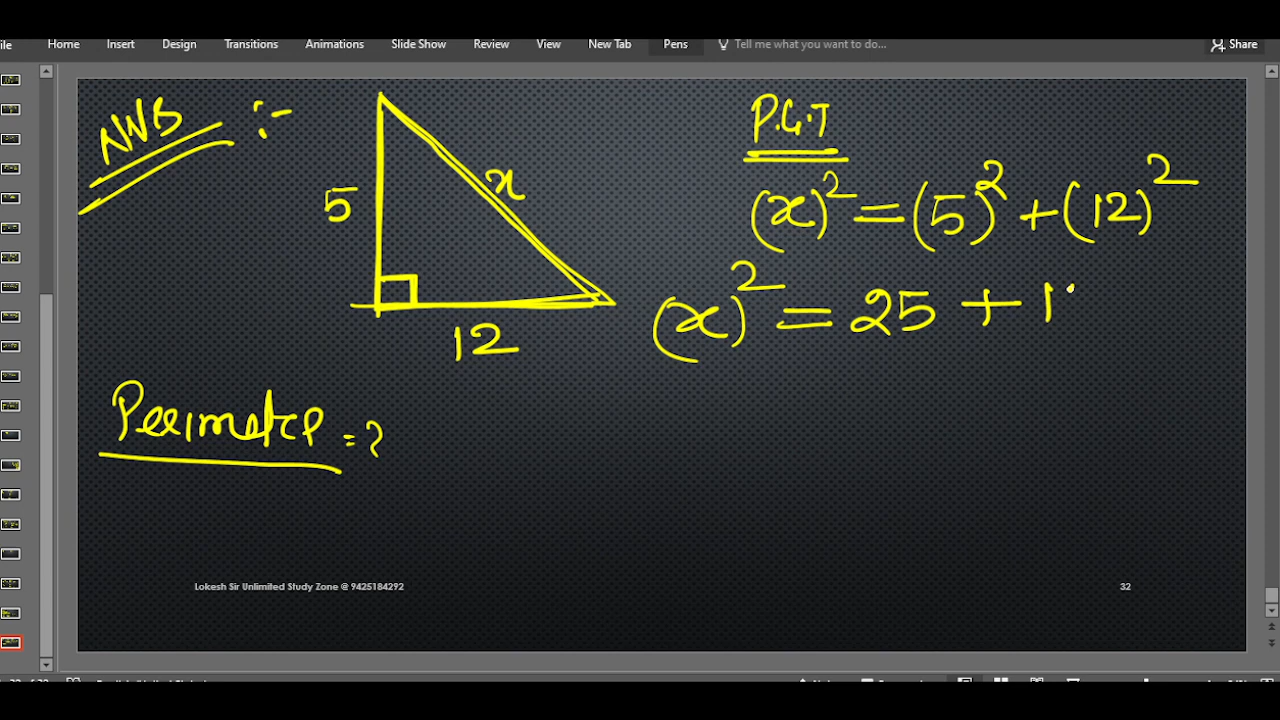 File Home Insert Design Transitions Animations Slide Show Review View New Tab Pens Tell me what you want to do... Share
NWB :-
5
x
12
P.G.T
(x)² = (5)² + (12)²
(x)² = 25 + 1
Perimeter = ?
Lokesh Sir Unlimited Study Zone @ 9425184292
32